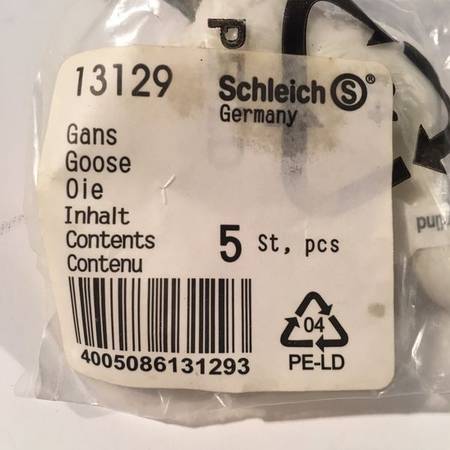 13129
Schleich S ®
Germany
Gans
Goose
Oie
Inhalt
Contents
Contenu
5 St, pcs
4005086131293
04
PE-LD
P